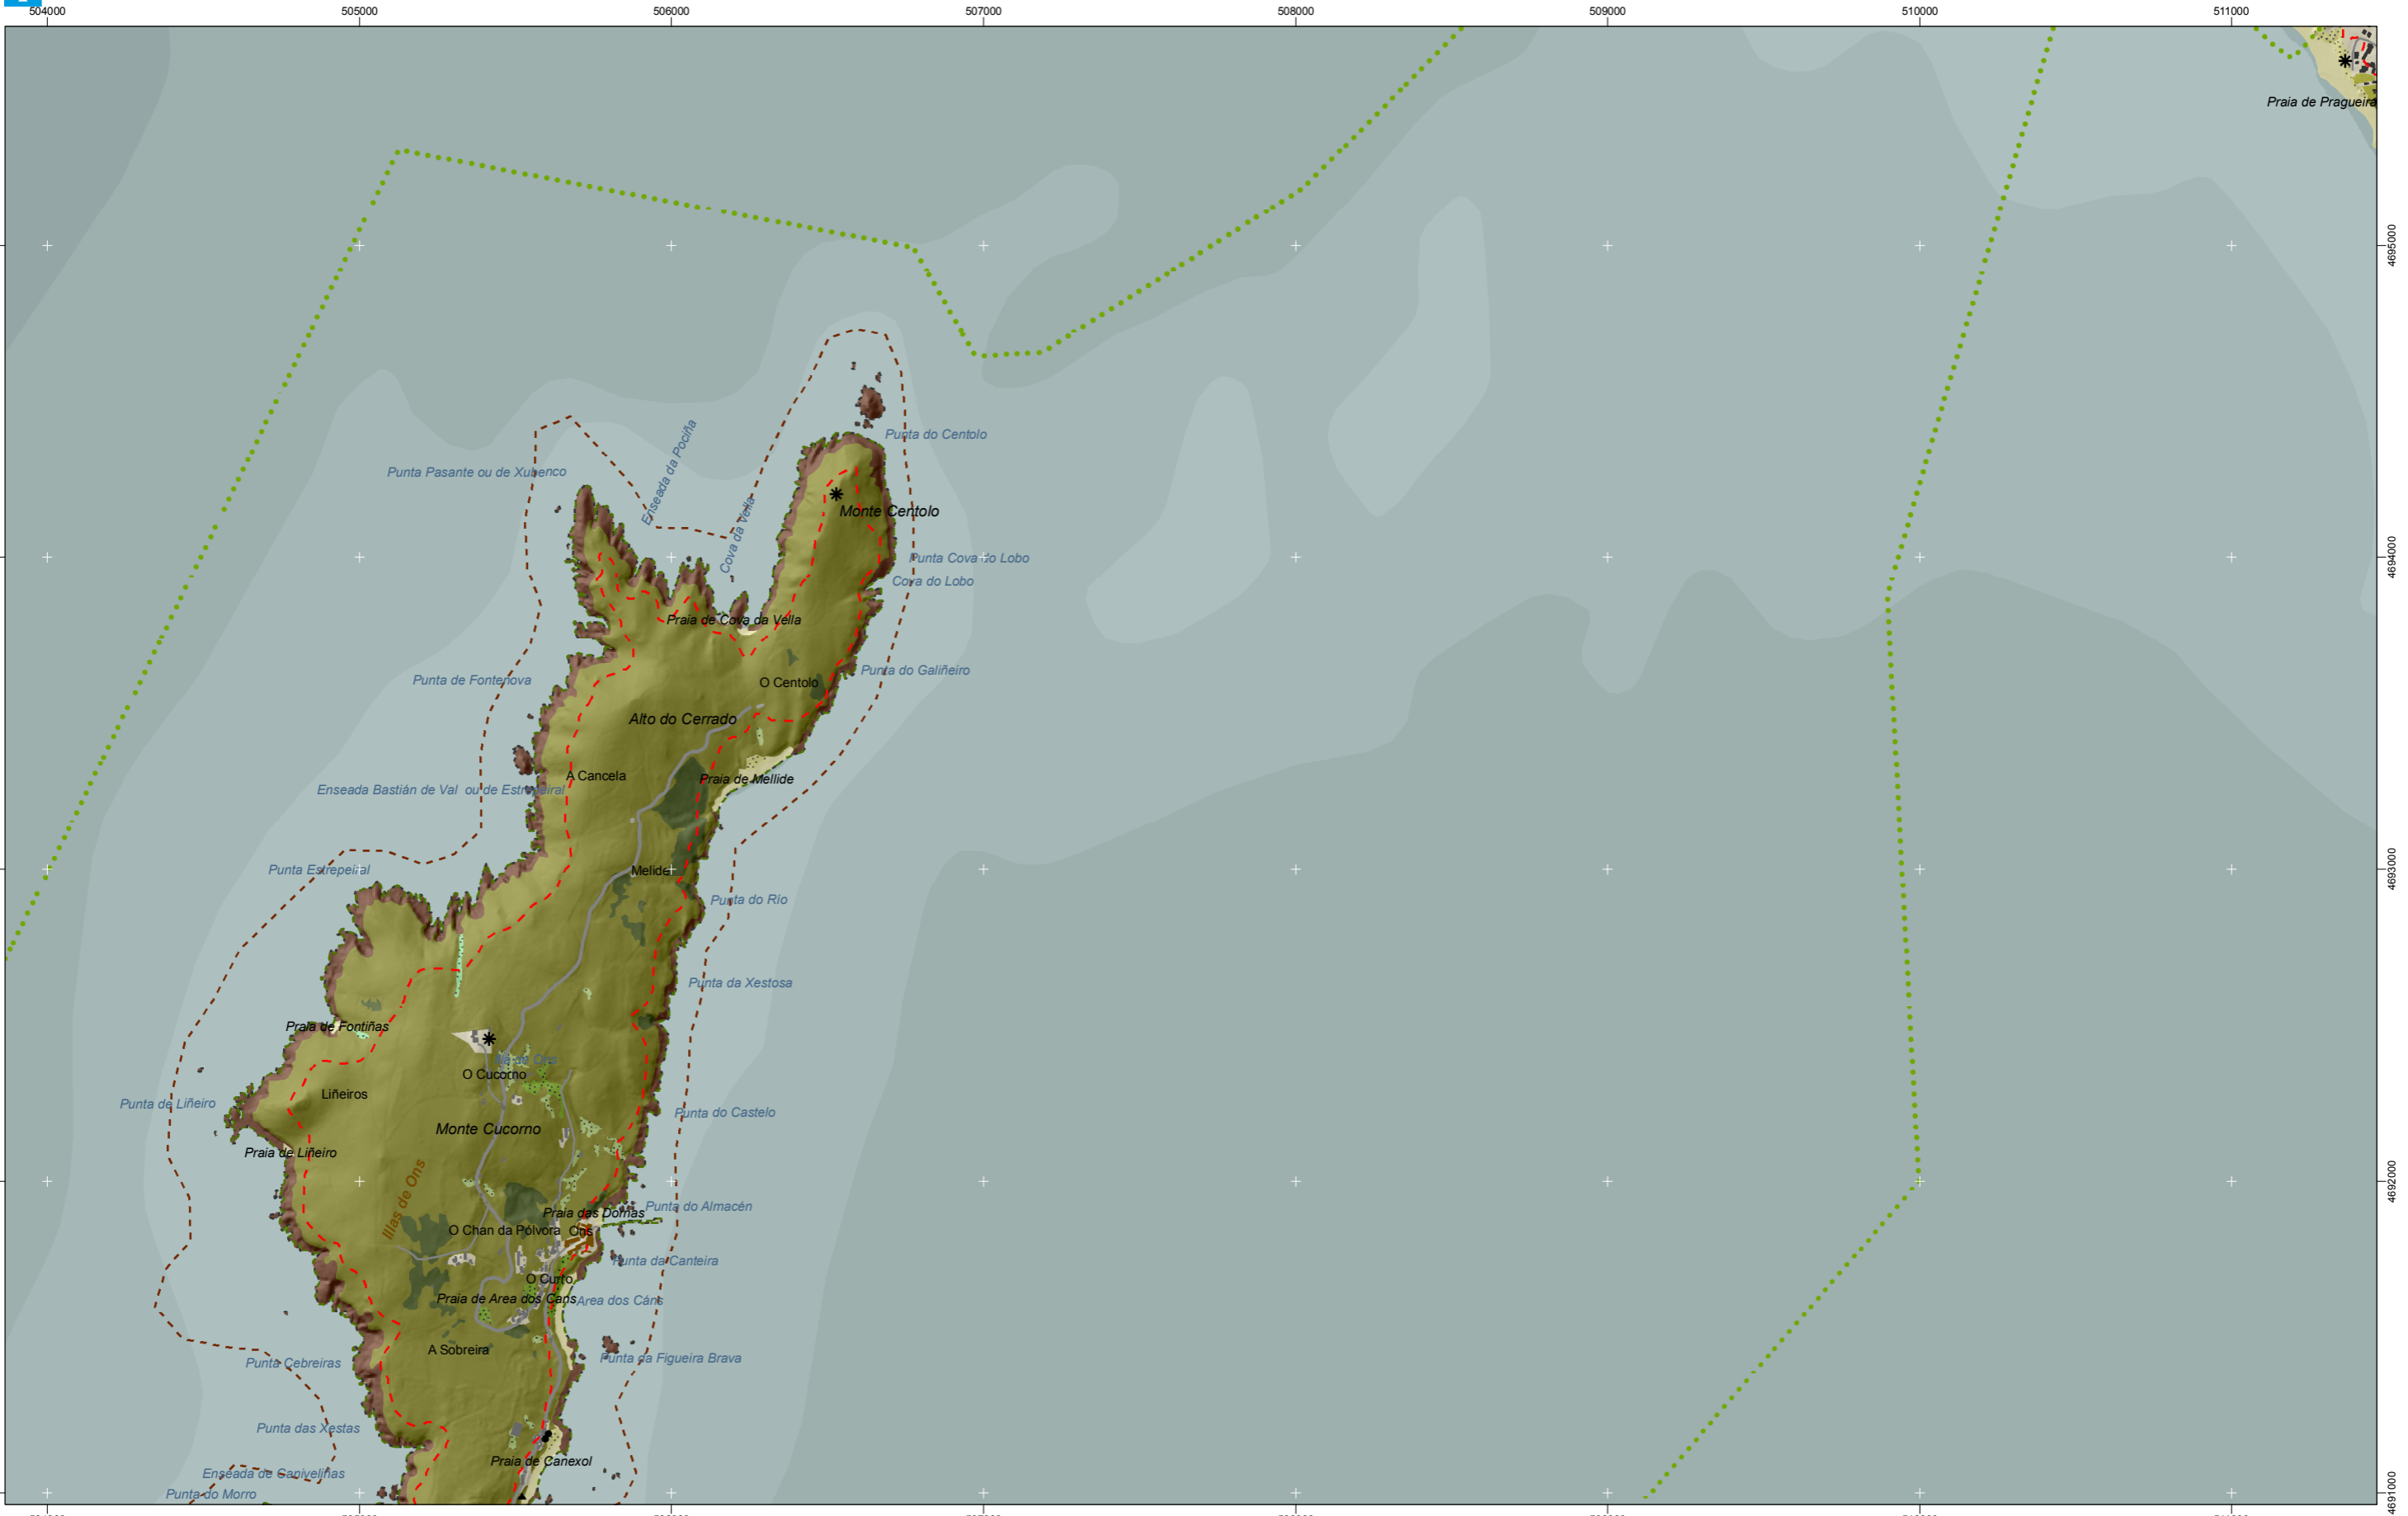 504000 505000 506000 507000 508000 509000 510000 511000
Praia de Pragueira
4695000
Punta do Centolo
Enseada da Pociña
Punta Pasante ou de Xubenco
Cova da Vella
Monte Centolo
4694000
Punta Cova do Lobo
Cova do Lobo
Praia de Cova da Vella
Punta do Galiñeiro
Punta de Fontenova
O Centolo
Alto do Cerrado
A Cancela
Praia de Mellide
Enseada Bastián de Val ou de Estrepeiral
4693000
Punta Estrepeiral
Melide
Punta do Río
Punta da Xestosa
Praia de Fontiñas
Illa de Ons
O Cucorno
Liñeiros
Punta de Liñeiro
Punta do Castelo
Monte Cucorno
Praia de Liñeiro
4692000
Illas de Ons
Punta do Almacén
Praia das Dornas
O Chan da Pólvora
Ons
Punta da Canteira
O Curro
Praia de Area dos Cans
Area dos Cáns
A Sobreira
Punta da Figueira Brava
Punta Cebreiras
Punta das Xestas
Praia de Canexol
Enseada de Canivelinas
Punta do Morro
4691000